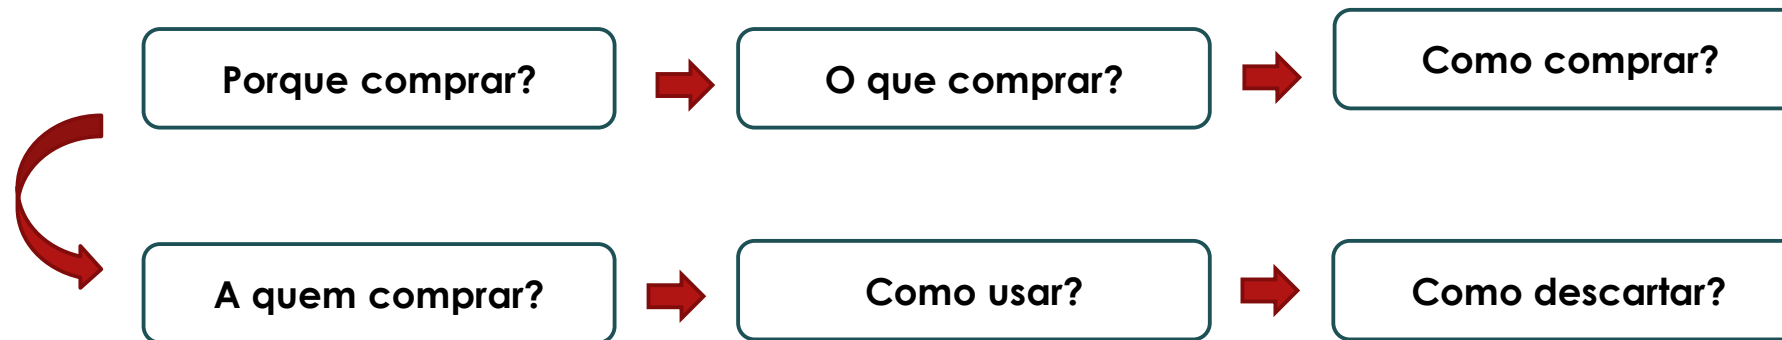 Porque comprar?
O que comprar?
Como comprar?
A quem comprar?
Como usar?
Como descartar?